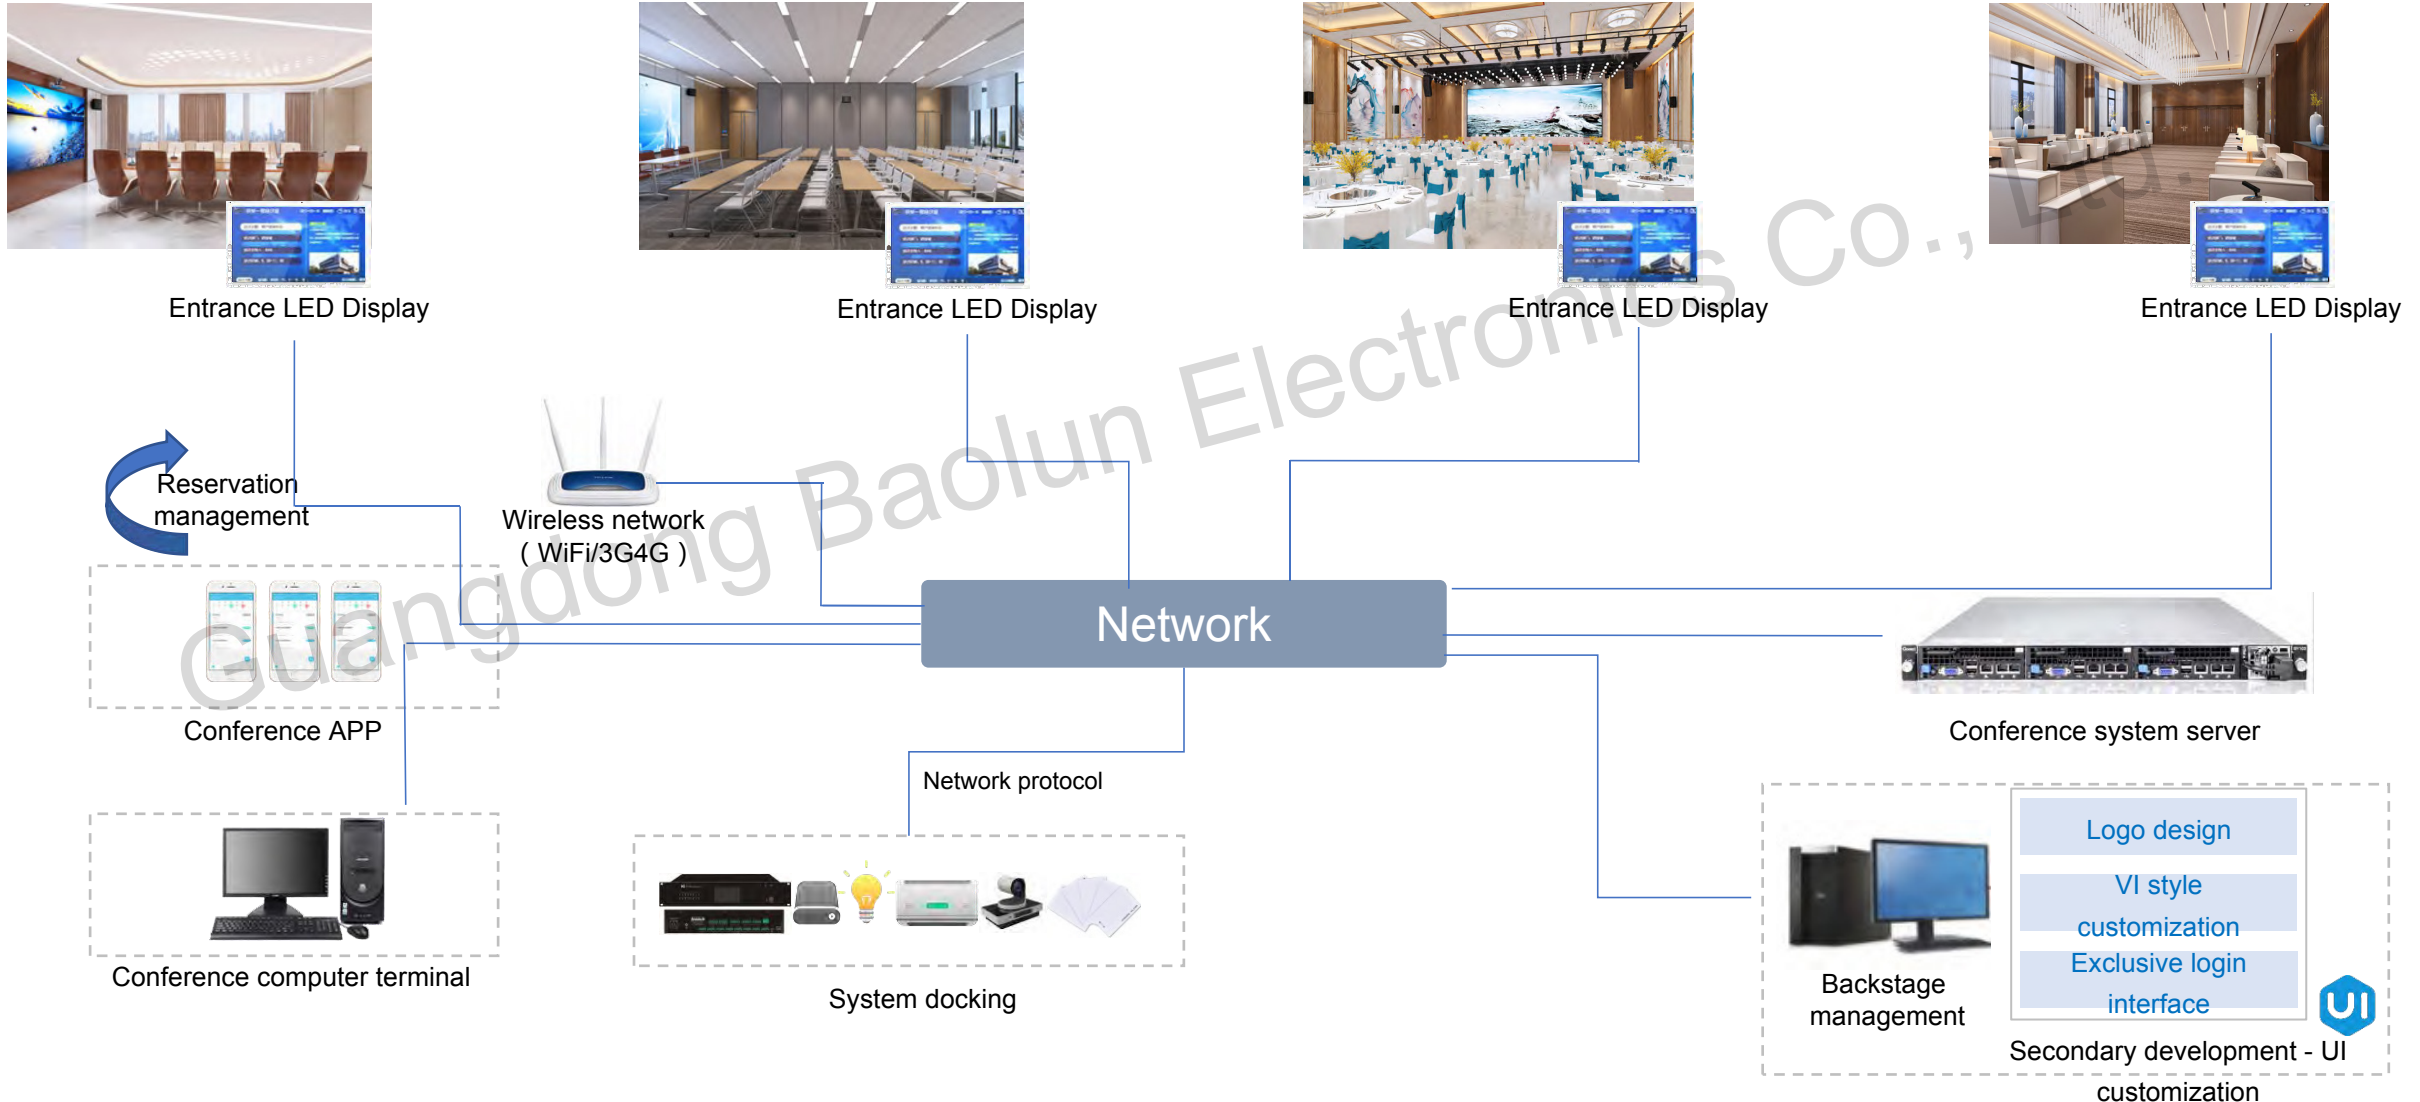 Entrance LED Display
Entrance LED Display
Entrance LED Display
Entrance LED Display
Reservation
management
Wireless network
( WiFi/3G4G )
Network
Conference APP
Conference system server
Network protocol
Conference computer terminal
System docking
Backstage
management
Logo design
VI style
customization
Exclusive login
interface
UI
Secondary development - UI
customization
Guangdong Baolun Electronics Co., Ltd.